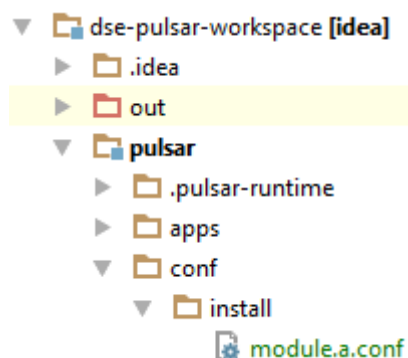 dse-pulsar-workspace [idea]
.idea
out
pulsar
.pulsar-runtime
apps
conf
install
module.a.conf